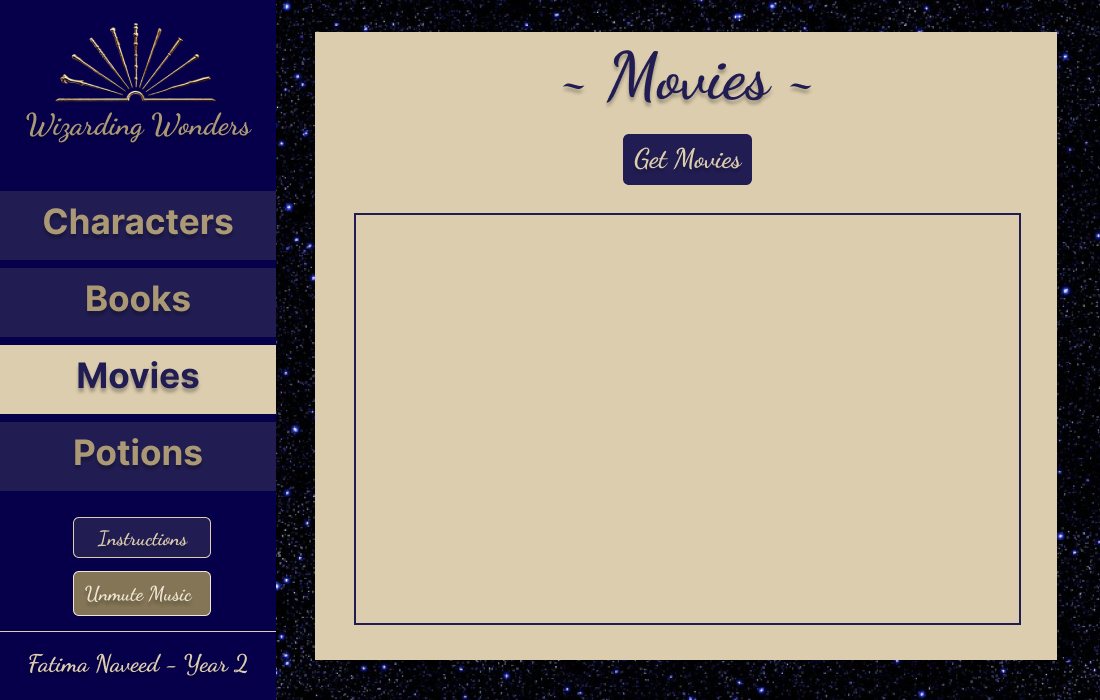 Wizarding Wonders
Characters
Books
Movies
Potions
Instructions
Unmute Music
Fatima Naveed - Year 2
~ Movies ~
Get Movies